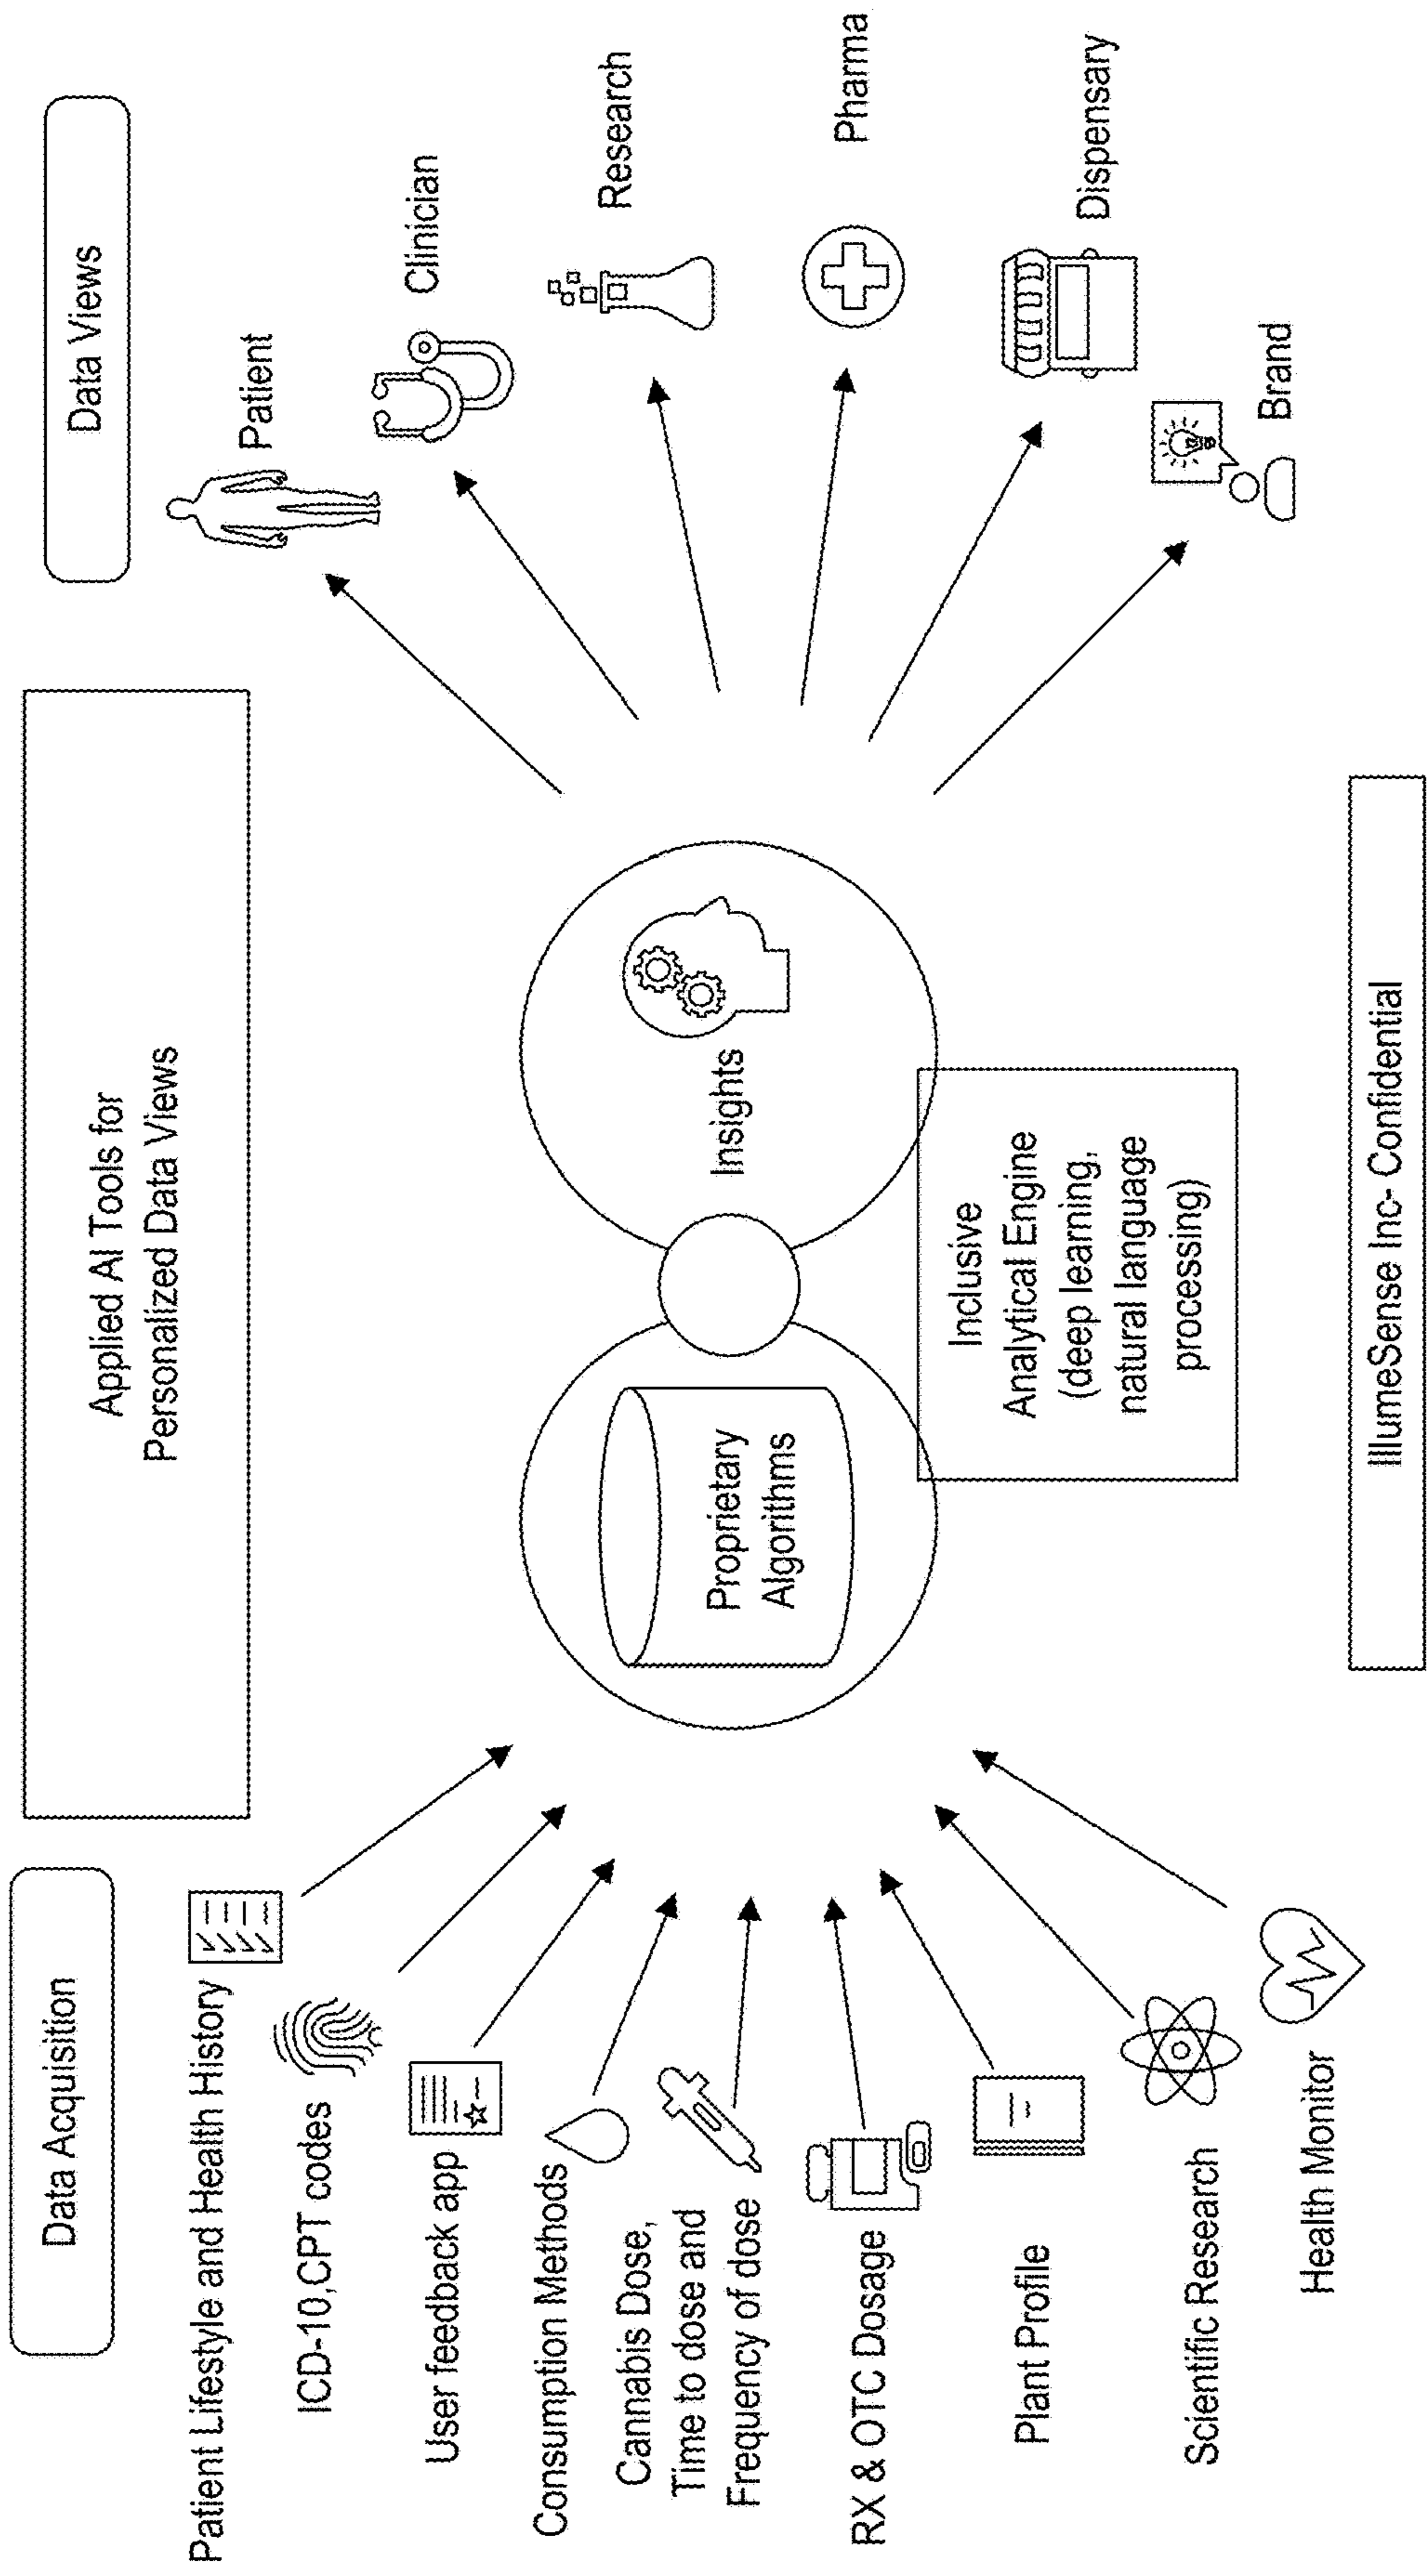 Data Acquisition
Applied AI Tools for
Personalized Data Views
Data Views
Patient Lifestyle and Health History
ICD-10,CPT codes
User feedback app
Consumption Methods
Cannabis Dose,
Time to dose and
Frequency of dose
RX & OTC Dosage
Plant Profile
Scientific Research
Health Monitor
Proprietary
Algorithms
Insights
Inclusive
Analytical Engine
(deep learning,
natural language
processing)
Patient
Clinician
Research
Pharma
Dispensary
Brand
IllumeSense Inc- Confidential